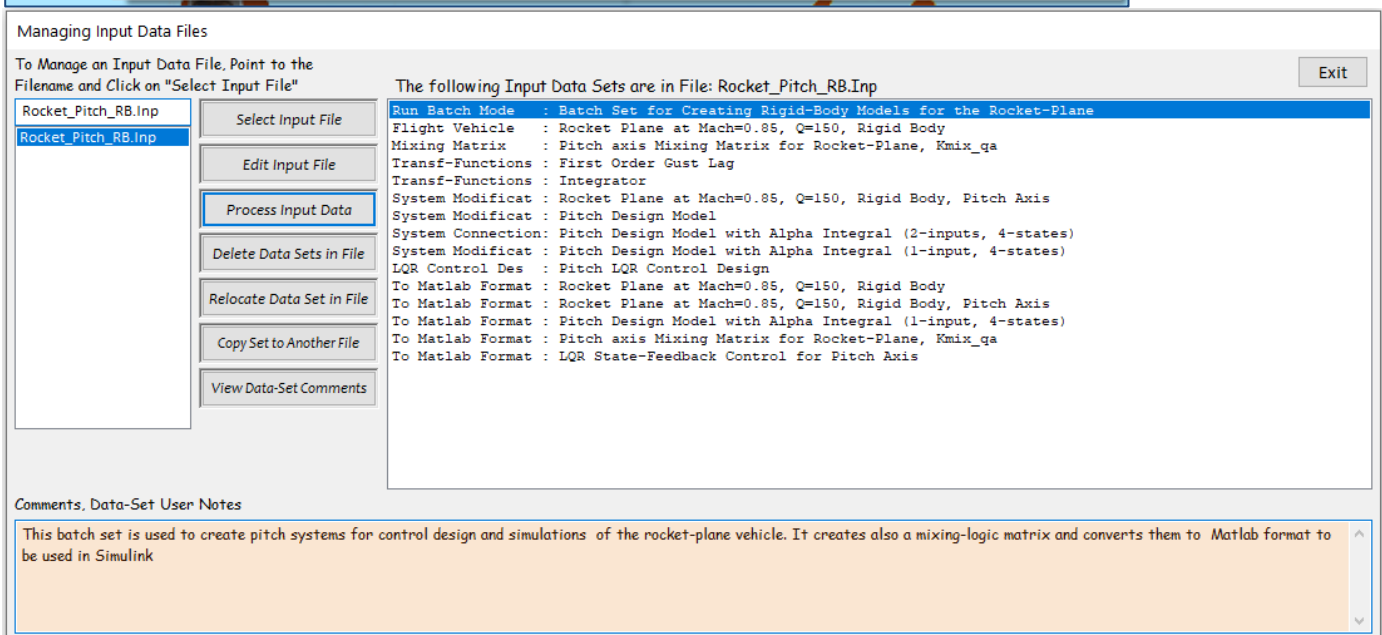 Managing Input Data Files
To Manage an Input Data File, Point to the
Filename and Click on "Select Input File"
The following Input Data Sets are in File: Rocket_Pitch_RB.Inp
Exit
Rocket_Pitch_RB.Inp
Rocket_Pitch_RB.Inp
Select Input File
Edit Input File
Process Input Data
Delete Data Sets in File
Relocate Data Set in File
Copy Set to Another File
View Data-Set Comments
Run Batch Mode : Batch Set for Creating Rigid-Body Models for the Rocket-Plane
Flight Vehicle : Rocket Plane at Mach=0.85, Q=150, Rigid Body
Mixing Matrix : Pitch axis Mixing Matrix for Rocket-Plane, Kmix_qa
Transf-Functions : First Order Gust Lag
Transf-Functions : Integrator
System Modificat : Rocket Plane at Mach=0.85, Q=150, Rigid Body, Pitch Axis
System Modificat : Pitch Design Model
System Connection: Pitch Design Model with Alpha Integral (2-inputs, 4-states)
System Modificat : Pitch Design Model with Alpha Integral (1-input, 4-states)
LQR Control Des : Pitch LQR Control Design
To Matlab Format : Rocket Plane at Mach=0.85, Q=150, Rigid Body
To Matlab Format : Rocket Plane at Mach=0.85, Q=150, Rigid Body, Pitch Axis
To Matlab Format : Pitch Design Model with Alpha Integral (1-input, 4-states)
To Matlab Format : Pitch axis Mixing Matrix for Rocket-Plane, Kmix_qa
To Matlab Format : LQR State-Feedback Control for Pitch Axis
Comments, Data-Set User Notes
This batch set is used to create pitch systems for control design and simulations of the rocket-plane vehicle. It creates also a mixing-logic matrix and converts them to Matlab format to
be used in Simulink